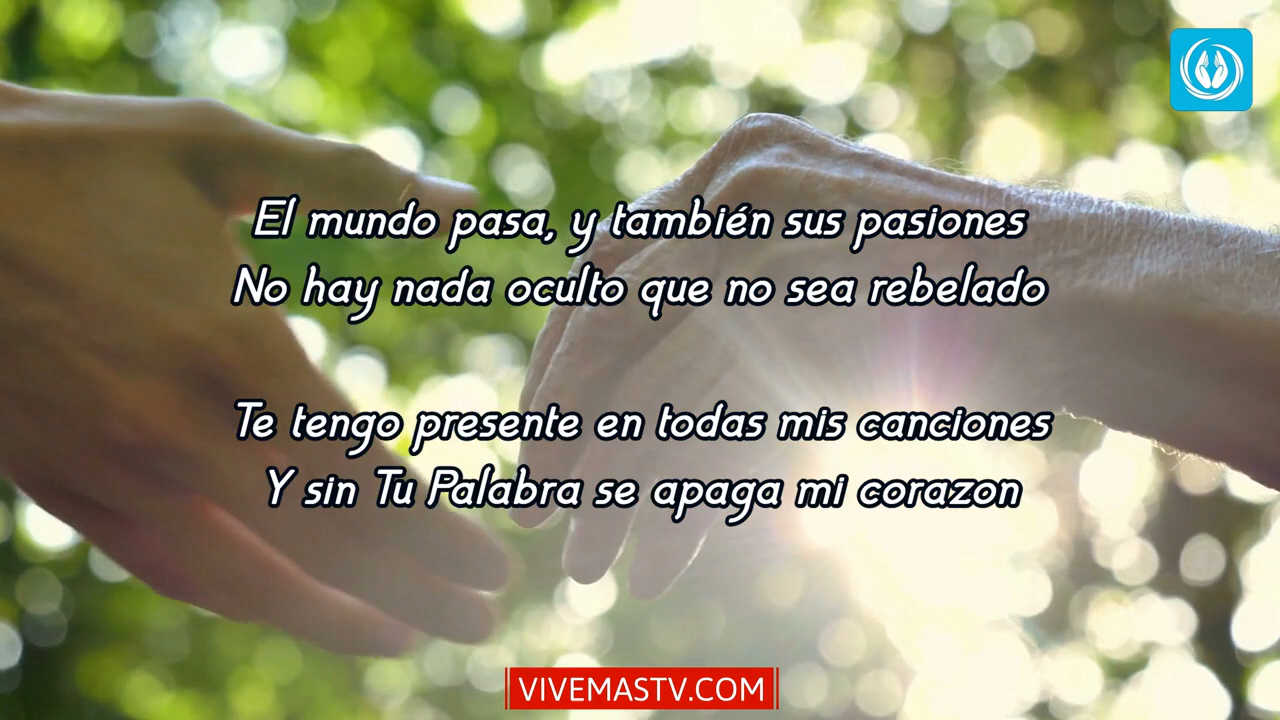 El mundo pasa, y también sus pasiones
No hay nada oculto que no sea rebelado
Te tengo presente en todas mis canciones
Y sin Tu Palabra se apaga mi corazon
VIVEMASTV.COM